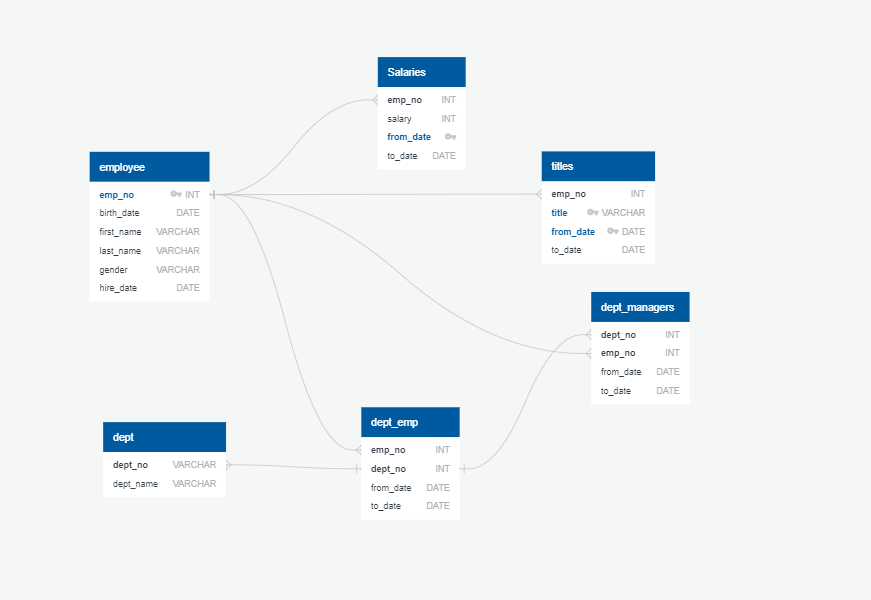 Salaries
emp_no INT
salary INT
from_date
to_date DATE
employee
emp_no INT
birth_date DATE
first_name VARCHAR
last_name VARCHAR
gender VARCHAR
hire_date DATE
titles
emp_no INT
title VARCHAR
from_date DATE
to_date DATE
dept_managers
dept_no INT
emp_no INT
from_date DATE
to_date DATE
dept_emp
emp_no INT
dept_no INT
from_date DATE
to_date DATE
dept
dept_no VARCHAR
dept_name VARCHAR